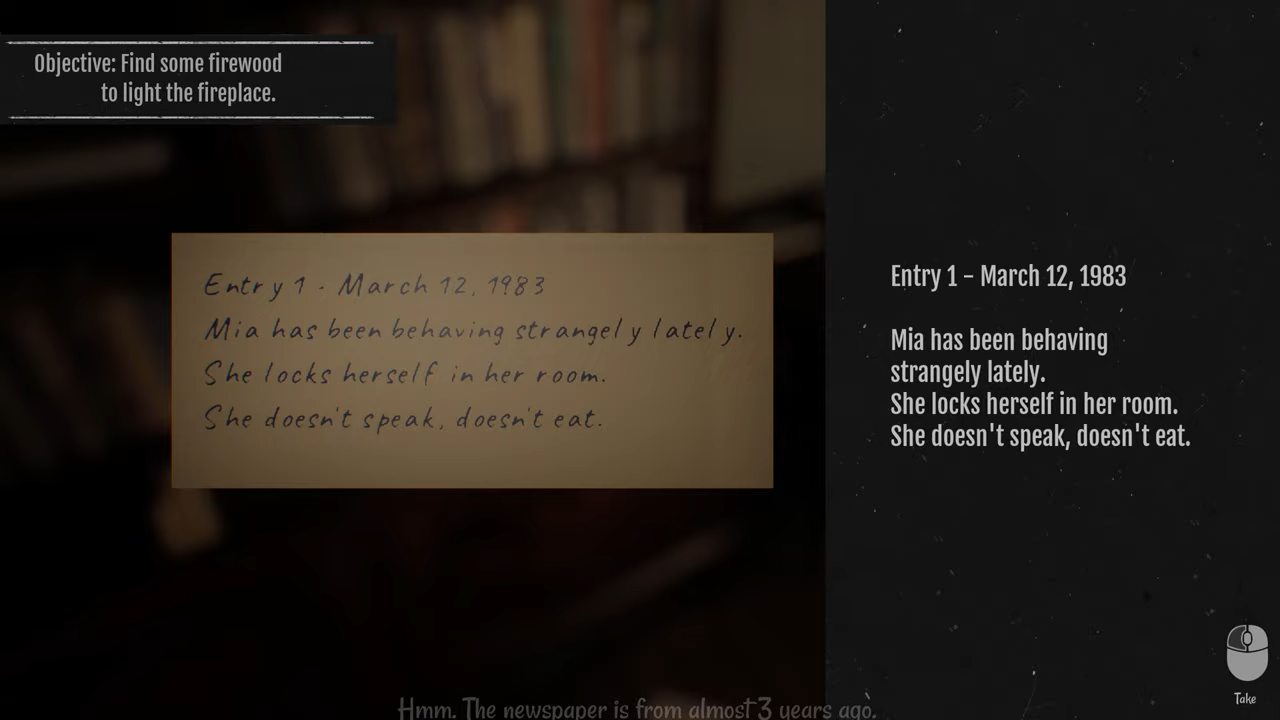 Objective: Find some firewood
to light the fireplace.
Entry 1 - March 12, 1983
Mia has been behaving strangely lately.
She locks herself in her room.
She doesn't speak, doesn't eat.
Entry 1 - March 12, 1983
Mia has been behaving
strangely lately.
She locks herself in her room.
She doesn't speak, doesn't eat.
Take
Hmm. The newspaper is from almost 3 years ago.